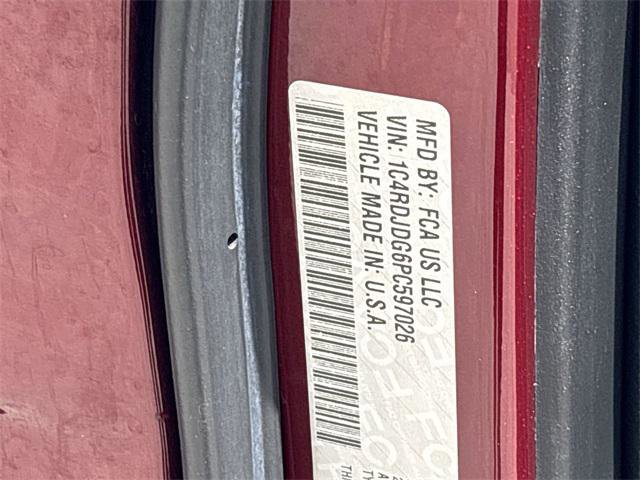 MFD BY: FCA US LLC
VIN: 1C4RDJDG6PC597026
VEHICLE MADE IN: U.S.A.